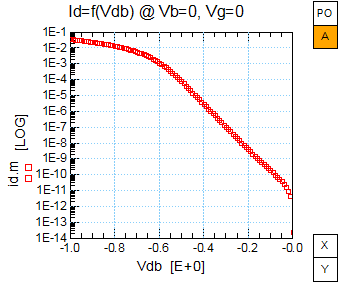 Id=f(Vdb) @ Vb=0, Vg=0
PO
A
1E-1
1E-2
1E-3
1E-4
1E-5
1E-6
1E-7
1E-8
1E-9
1E-10
1E-11
1E-12
1E-13
1E-14
id.m [LOG]
-1.0 -0.8 -0.6 -0.4 -0.2 -0.0
Vdb [E+0]
X
Y